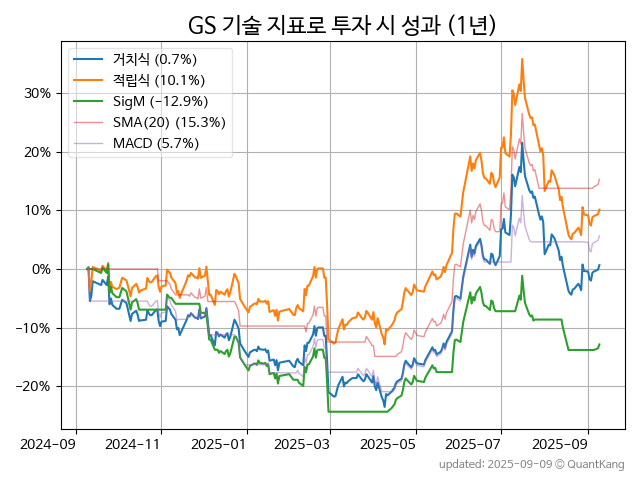 GS 기술 지표로 투자 시 성과 (1년)
거치식 (0.7%)
적립식 (10.1%)
SigM (−12.9%)
SMA(20) (15.3%)
MACD (5.7%)
30%
20%
10%
0%
−10%
−20%
2024-09 2024-11 2025-01 2025-03 2025-05 2025-07 2025-09
updated: 2025-09-09 © QuantKang